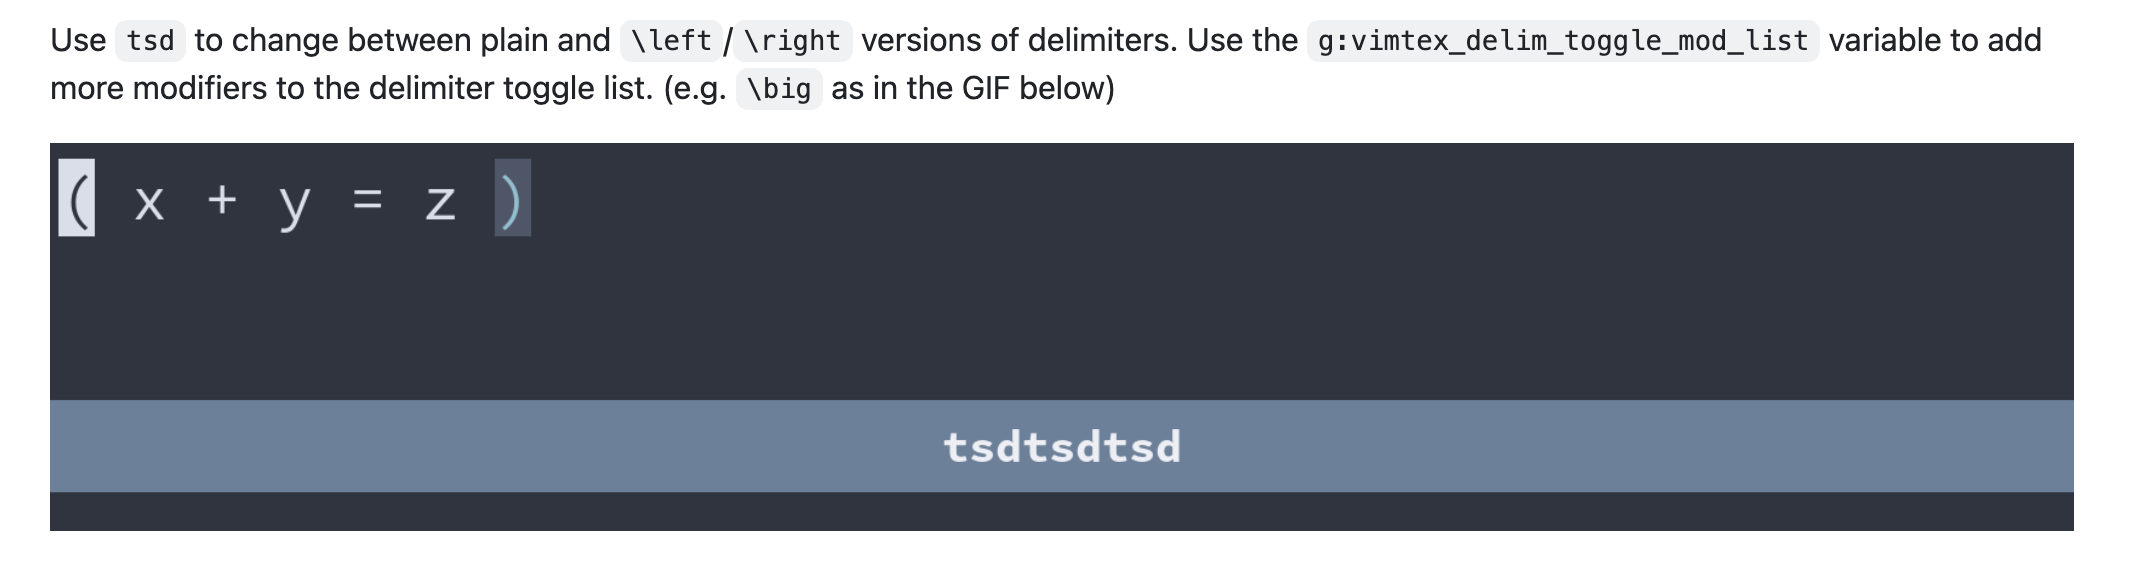 Use tsd to change between plain and \left / \right versions of delimiters. Use the g:vimtex_delim_toggle_mod_list variable to add
more modifiers to the delimiter toggle list. (e.g. \big as in the GIF below)
( x + y = z )
tsdtsdtsd